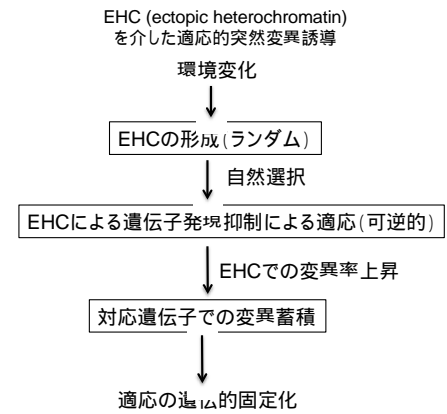 EHC (ectopic heterochromatin)
を介した適応的突然変異誘導
環境変化
EHCの形成(ランダム)
自然選択
EHCによる遺伝子発現抑制による適応(可逆的)
EHCでの変異率上昇
対応遺伝子での変異蓄積
適応の遺伝的固定化